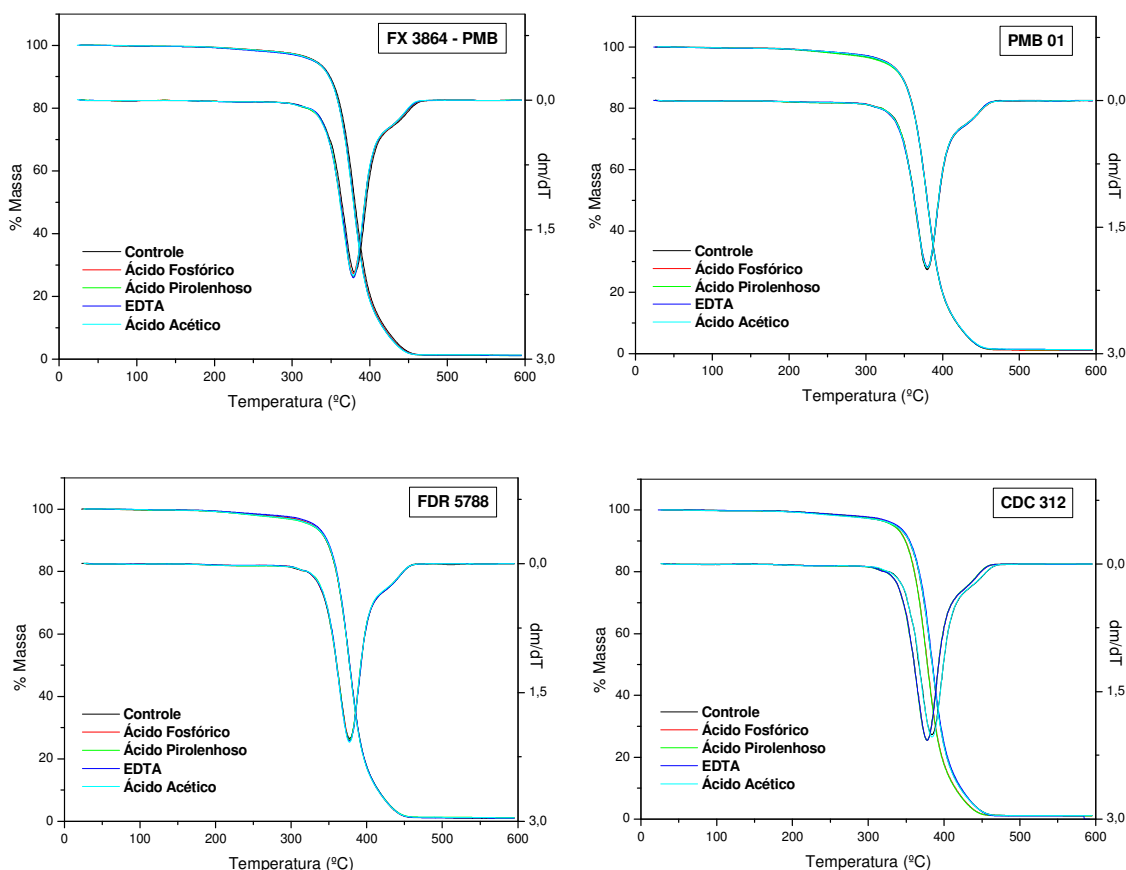 FX 3864 - PMB
100
80
60
40
20
0
% Massa
0,0
1,5
3,0
dm/dT
Controle
Ácido Fosfórico
Ácido Pirolenhoso
EDTA
Ácido Acético
0 100 200 300 400 500 600
Temperatura (ºC)
PMB 01
100
80
60
40
20
0
% Massa
0,0
1,5
3,0
dm/dT
Controle
Ácido Fosfórico
Ácido Pirolenhoso
EDTA
Ácido Acético
0 100 200 300 400 500 600
Temperatura (ºC)
FDR 5788
100
80
60
40
20
0
% Massa
0,0
1,5
3,0
dm/dT
Controle
Ácido Fosfórico
Ácido Pirolenhoso
EDTA
Ácido Acético
0 100 200 300 400 500 600
Temperatura (ºC)
CDC 312
100
80
60
40
20
0
% Massa
0,0
1,5
3,0
dm/dT
Controle
Ácido Fosfórico
Ácido Pirolenhoso
EDTA
Ácido Acético
0 100 200 300 400 500 600
Temperatura (ºC)